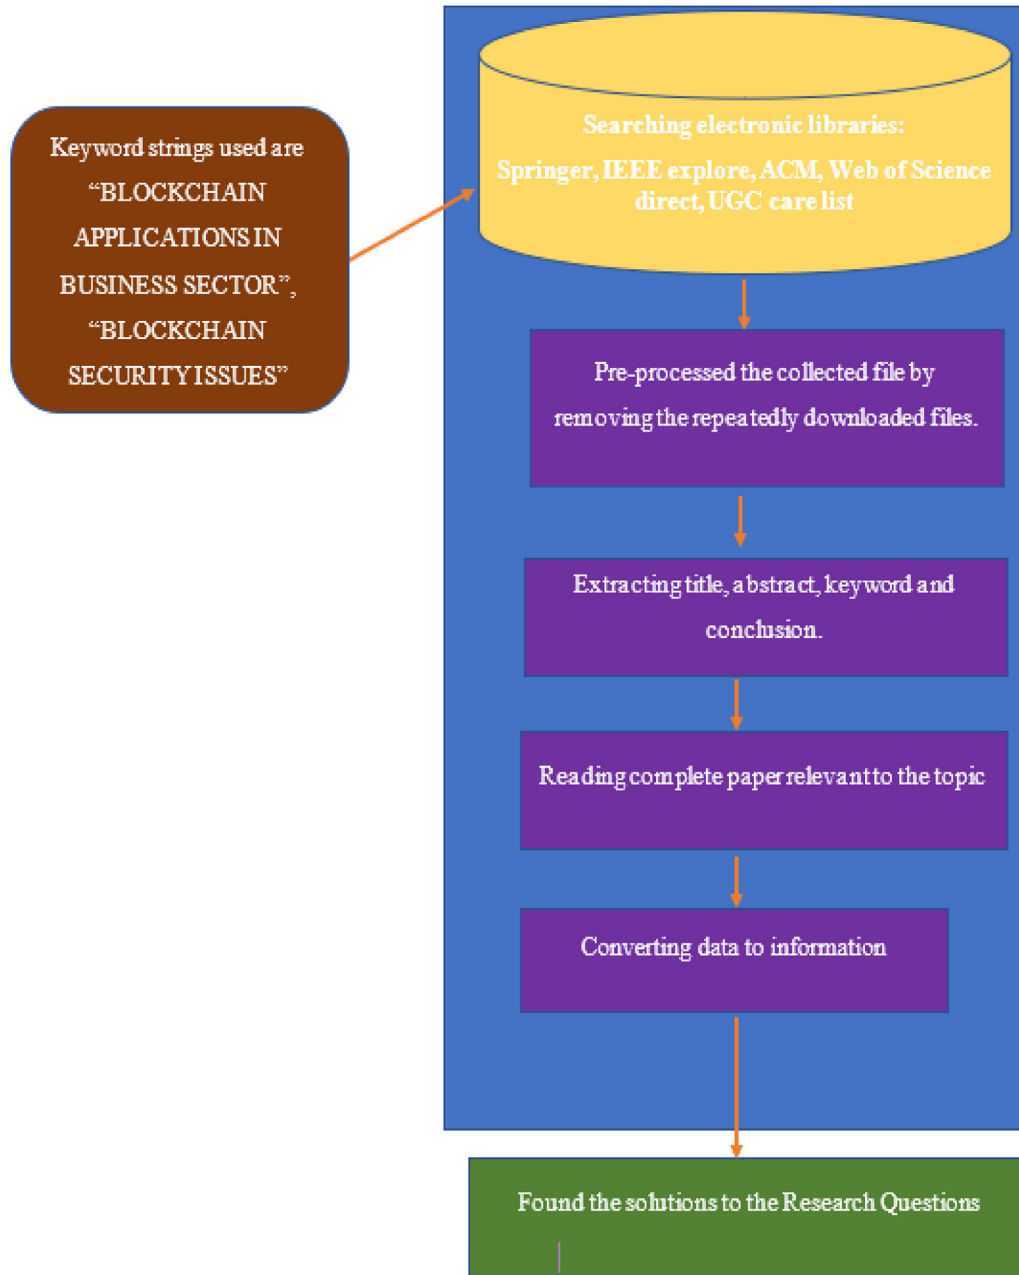 Keyword strings used are
“BLOCKCHAIN
APPLICATIONS IN
BUSINESS SECTOR”,
“BLOCKCHAIN
SECURITY ISSUES”
Searching electronic libraries:
Springer, IEEE explore, ACM, Web of Science
direct, UGC care list
Pre-processed the collected file by
removing the repeatedly downloaded files.
Extracting title, abstract, keyword and
conclusion.
Reading complete paper relevant to the topic
Converting data to information
Found the solutions to the Research Questions